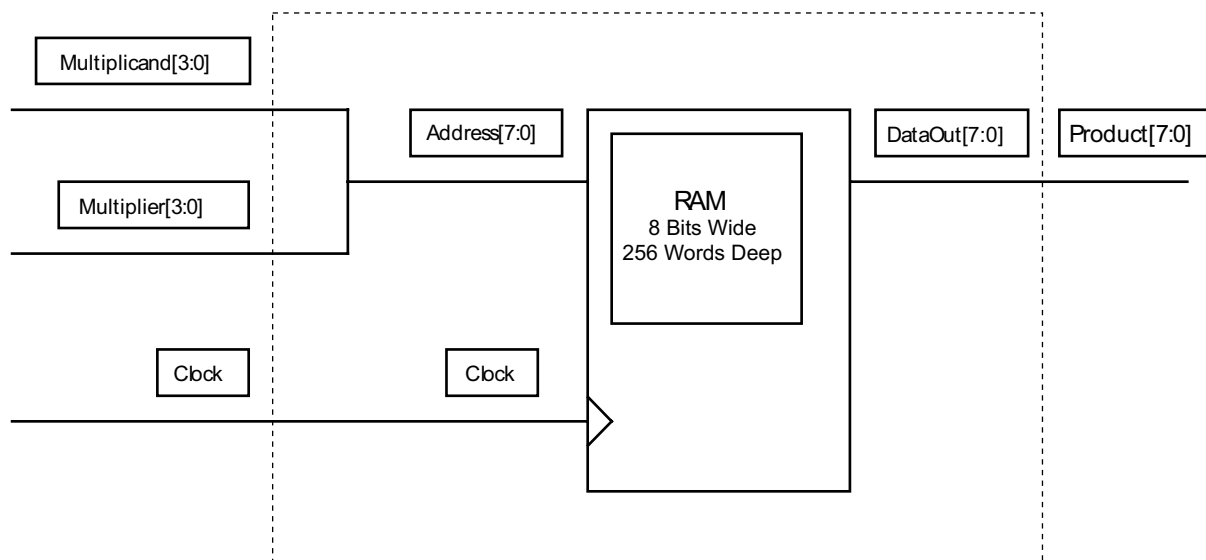 Multiplicand[3:0]
Address[7:0]
DataOut[7:0]
Product[7:0]
Multiplier[3:0]
RAM
8 Bits Wide
256 Words Deep
Clock
Clock